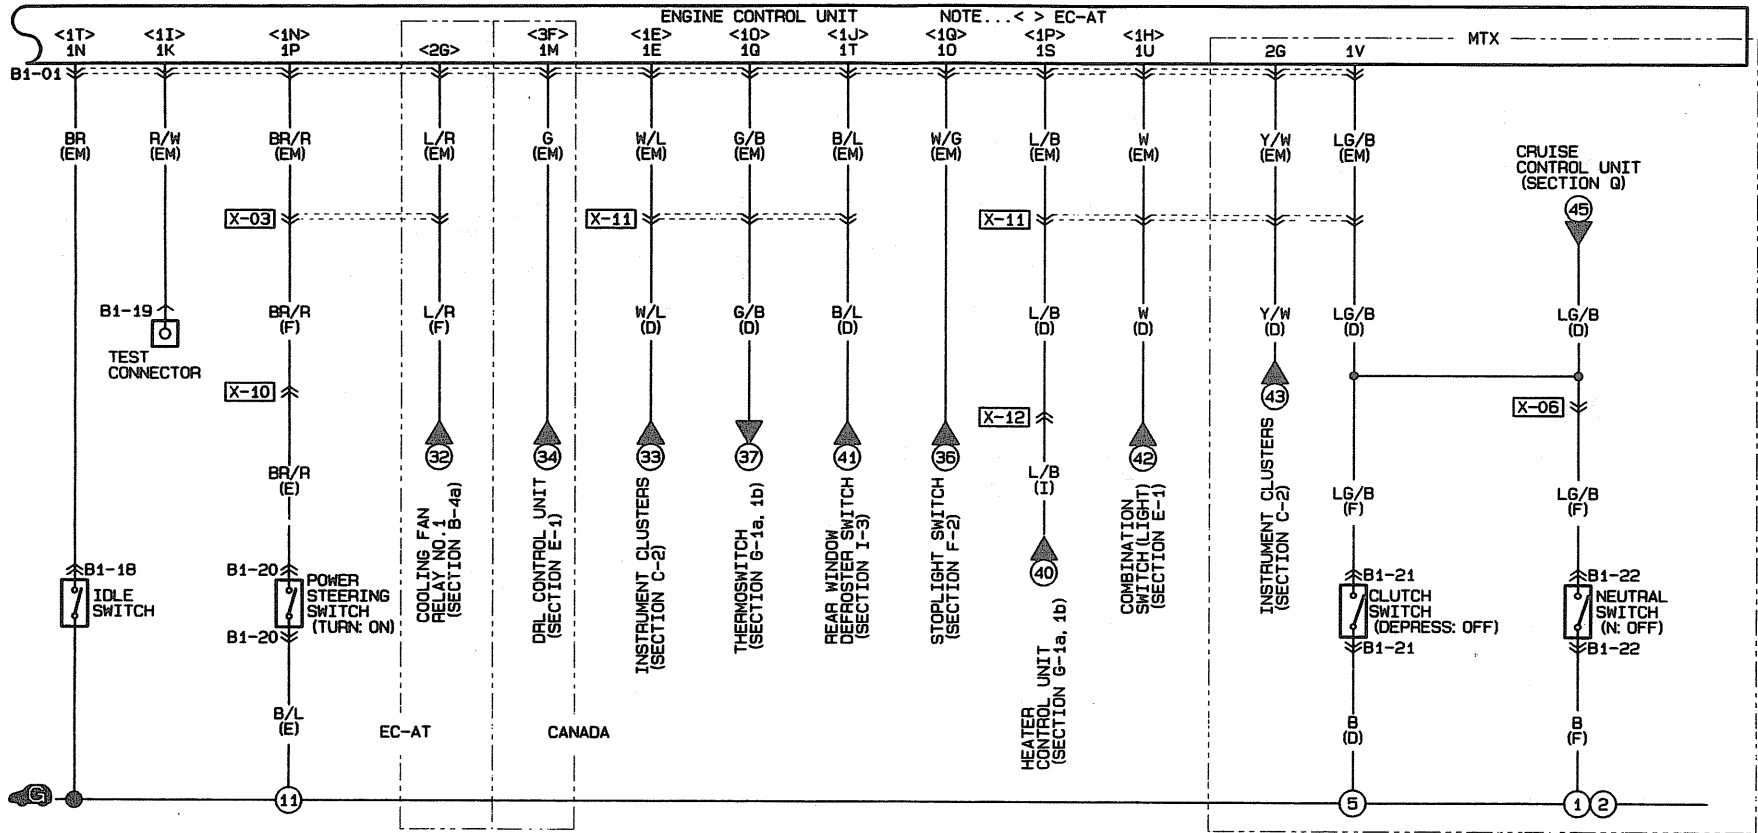 ENGINE CONTROL UNIT NOTE...< > EC-AT
<1T> <1I> <1N> <2G> <3F> <1E> <1O> <1J> <1Q> <1P> <1H> MTX
1N 1K 1P 1M 1E 1Q 1T 1O 1S 1U 2G 1V
B1-01
BR R/W BR/R L/R G W/L G/B B/L W/G L/B W Y/W LG/B
(EM) (EM) (EM) (EM) (EM) (EM) (EM) (EM) (EM) (EM) (EM) (EM) (EM)
CRUISE
CONTROL UNIT
(SECTION Q)
45
X-03 X-11 X-11
B1-19
TEST
CONNECTOR
BR/R L/R W/L G/B B/L L/B W Y/W LG/B LG/B
(F) (F) (D) (D) (D) (D) (D) (D) (D) (D)
X-10 X-12 X-06
32 34 33 37 41 36 42 43
BR/R
(E)
L/B
(I)
LG/B LG/B
(F) (F)
40
COOLING FAN
RELAY NO.1
(SECTION B-4a)
DRL CONTROL UNIT
(SECTION E-1)
INSTRUMENT CLUSTERS
(SECTION C-2)
THERMOSWITCH
(SECTION G-1a, 1b)
REAR WINDOW
DEFROSTER SWITCH
(SECTION I-3)
STOPLIGHT SWITCH
(SECTION F-2)
HEATER
CONTROL UNIT
(SECTION G-1a, 1b)
COMBINATION
SWITCH (LIGHT)
(SECTION E-1)
INSTRUMENT CLUSTERS
(SECTION C-2)
B1-18
IDLE
SWITCH
B1-20
POWER
STEERING
SWITCH
(TURN: ON)
B1-20
B1-21
CLUTCH
SWITCH
(DEPRESS: OFF)
B1-21
B1-22
NEUTRAL
SWITCH
(N: OFF)
B1-22
B/L
(E)
EC-AT CANADA
B B
(D) (F)
G 11 5 1 2